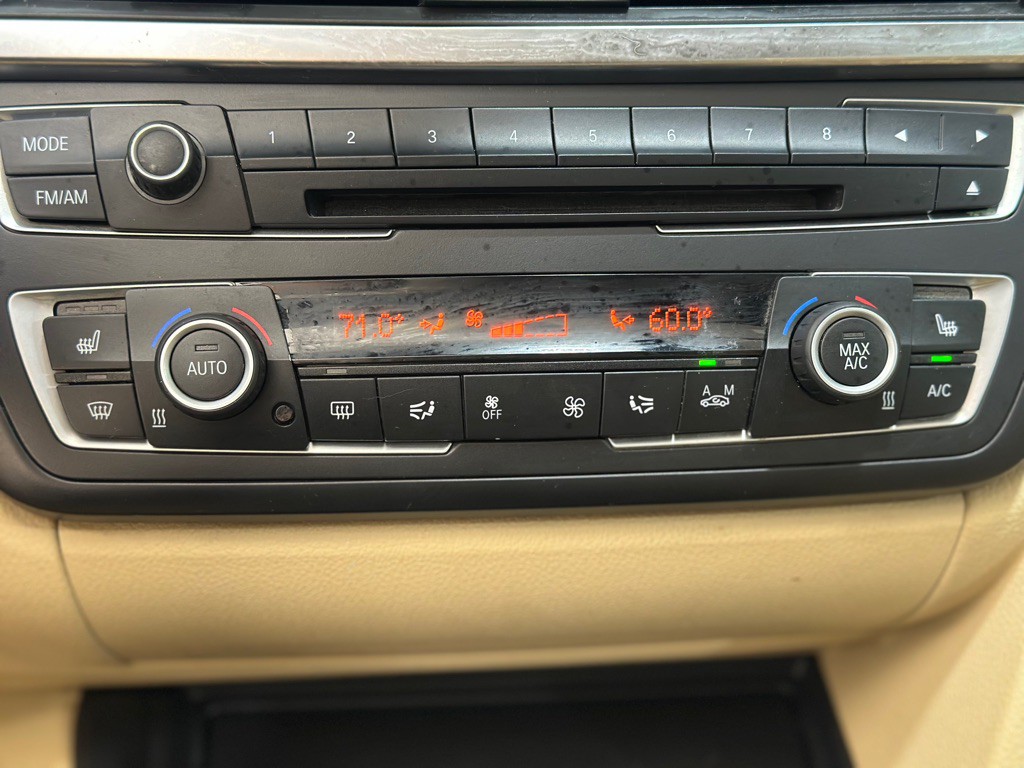 MODE
1 2 3 4 5 6 7 8
FM/AM
71.0° 60.0°
AUTO
MAX
A/C
OFF
A M
A/C